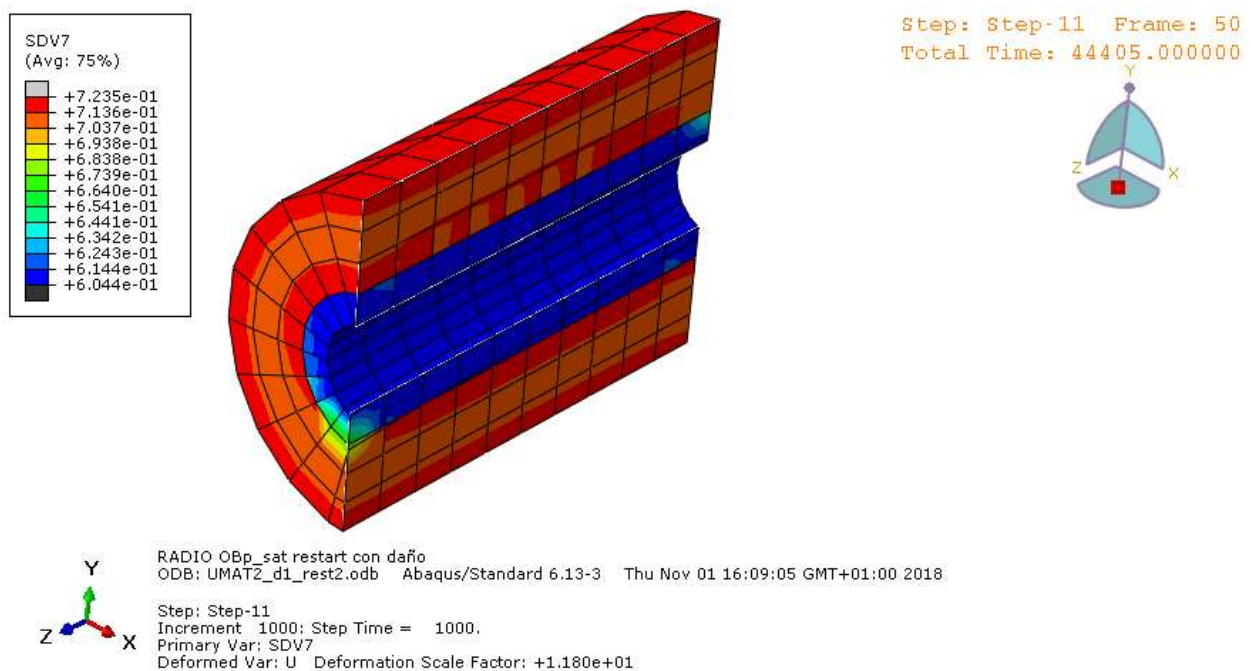 SDV7
(Avg: 75%)
+7.235e-01
+7.136e-01
+7.037e-01
+6.938e-01
+6.838e-01
+6.739e-01
+6.640e-01
+6.541e-01
+6.441e-01
+6.342e-01
+6.243e-01
+6.144e-01
+6.044e-01
Step: Step-11 Frame: 50
Total Time: 44405.000000
Y
Z
X
Y
Z
X
RADIO OBp_sat restart con daño
ODB: UMAT2_d1_rest2.odb Abaqus/Standard 6.13-3 Thu Nov 01 16:09:05 GMT+01:00 2018
Step: Step-11
Increment 1000: Step Time = 1000.
Primary Var: SDV7
Deformed Var: U Deformation Scale Factor: +1.180e+01